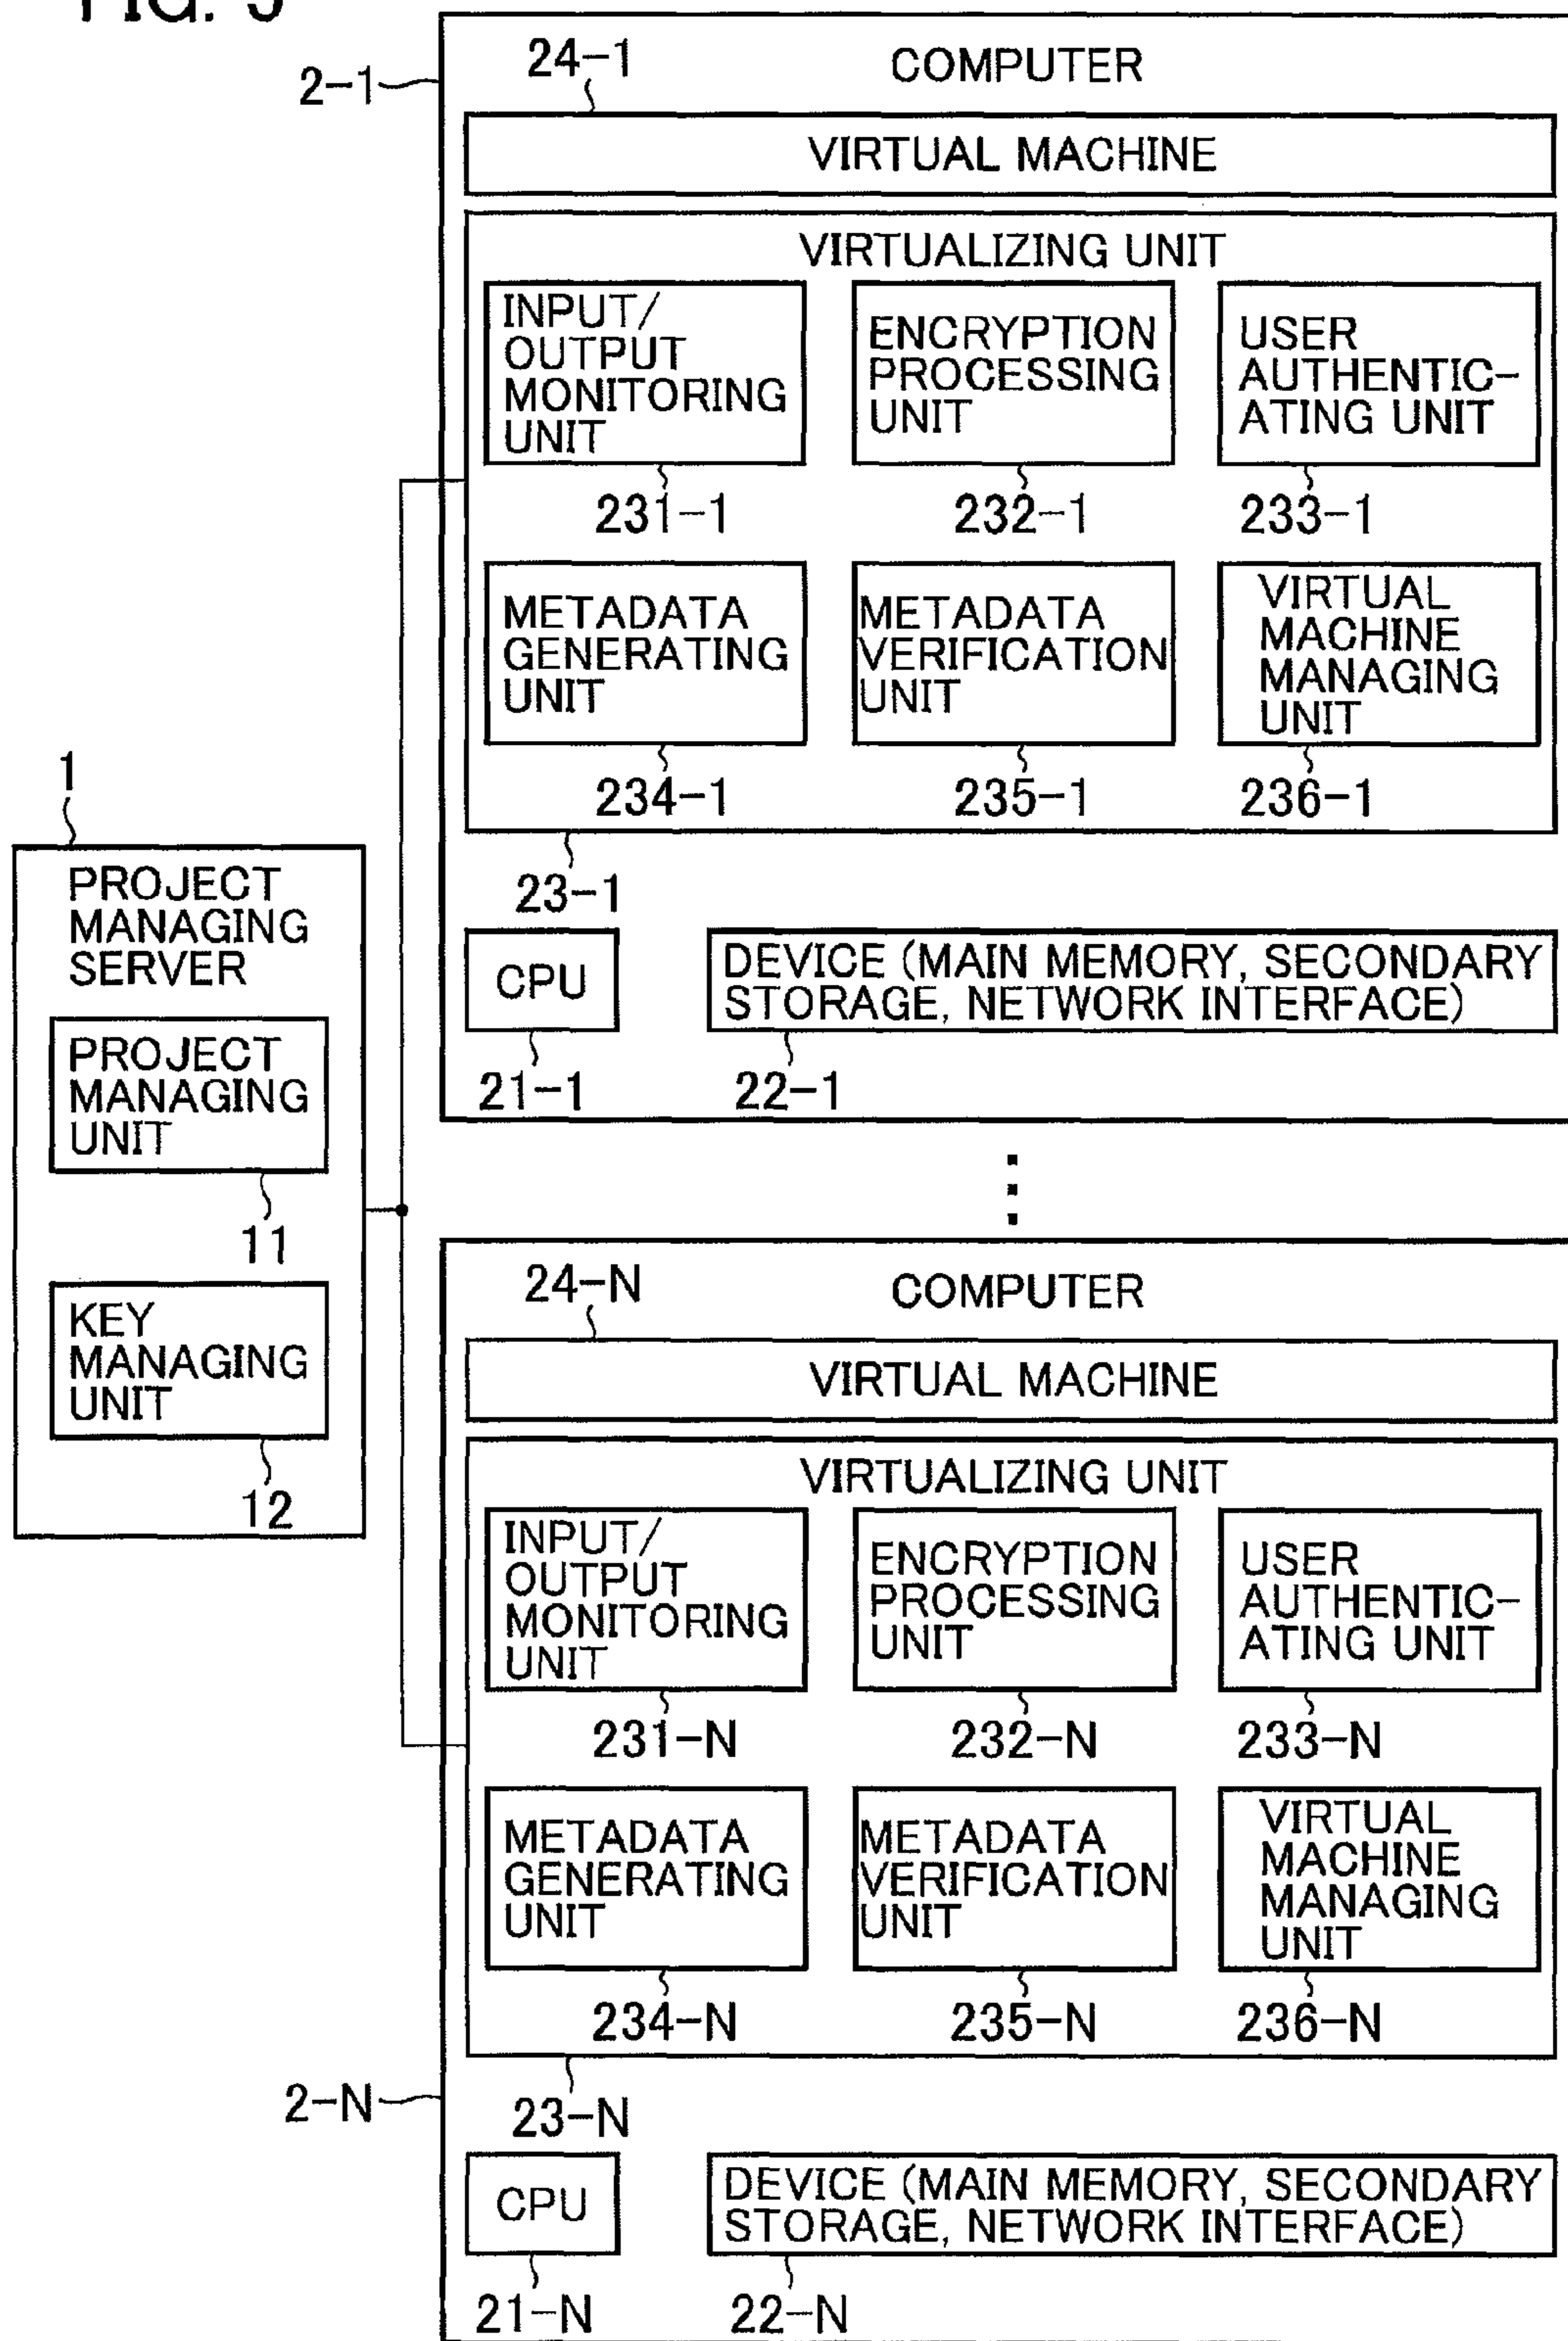 FIG.
2-1
24-1
COMPUTER
VIRTUAL MACHINE
VIRTUALIZING UNIT
INPUT/
OUTPUT
MONITORING
UNIT
231-1
ENCRYPTION
PROCESSING
UNIT
232-1
USER
AUTHENTIC-
ATING UNIT
233-1
METADATA
GENERATING
UNIT
234-1
METADATA
VERIFICATION
UNIT
235-1
VIRTUAL
MACHINE
MANAGING
UNIT
236-1
23-1
CPU
21-1
DEVICE (MAIN MEMORY, SECONDARY
STORAGE, NETWORK INTERFACE)
22-1
1
PROJECT
MANAGING
SERVER
PROJECT
MANAGING
UNIT
11
KEY
MANAGING
UNIT
12
24-N
COMPUTER
VIRTUAL MACHINE
VIRTUALIZING UNIT
INPUT/
OUTPUT
MONITORING
UNIT
231-N
ENCRYPTION
PROCESSING
UNIT
232-N
USER
AUTHENTIC-
ATING UNIT
233-N
METADATA
GENERATING
UNIT
234-N
METADATA
VERIFICATION
UNIT
235-N
VIRTUAL
MACHINE
MANAGING
UNIT
236-N
2-N
23-N
CPU
21-N
DEVICE (MAIN MEMORY, SECONDARY
STORAGE, NETWORK INTERFACE)
22-N